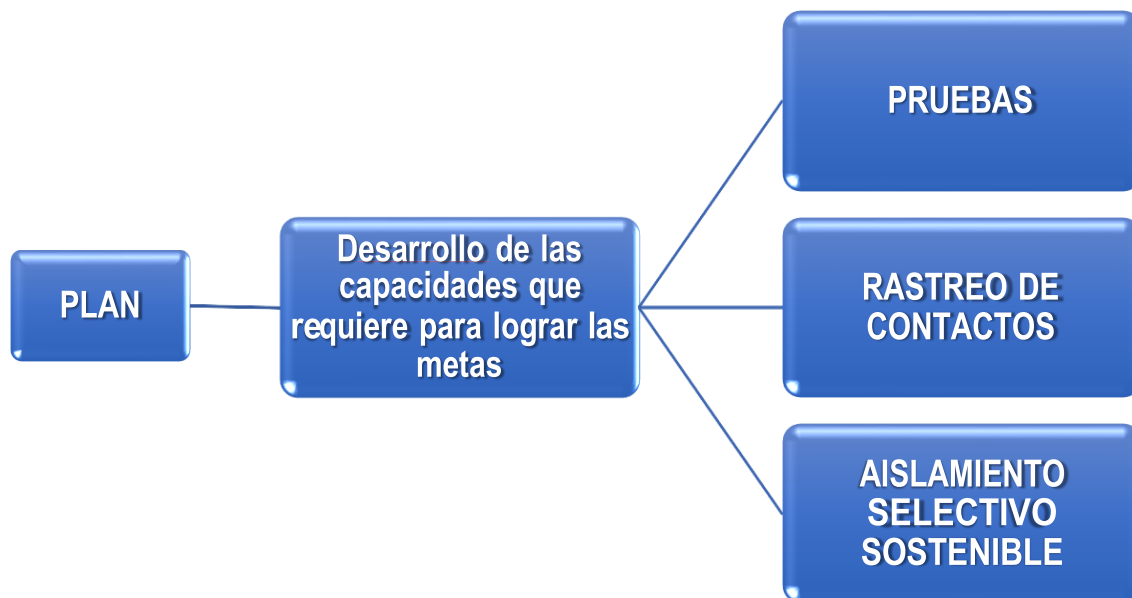 PLAN
Desarrollo de las
capacidades que
requiere para lograr las
metas
PRUEBAS
RASTREO DE
CONTACTOS
AISLAMIENTO
SELECTIVO
SOSTENIBLE